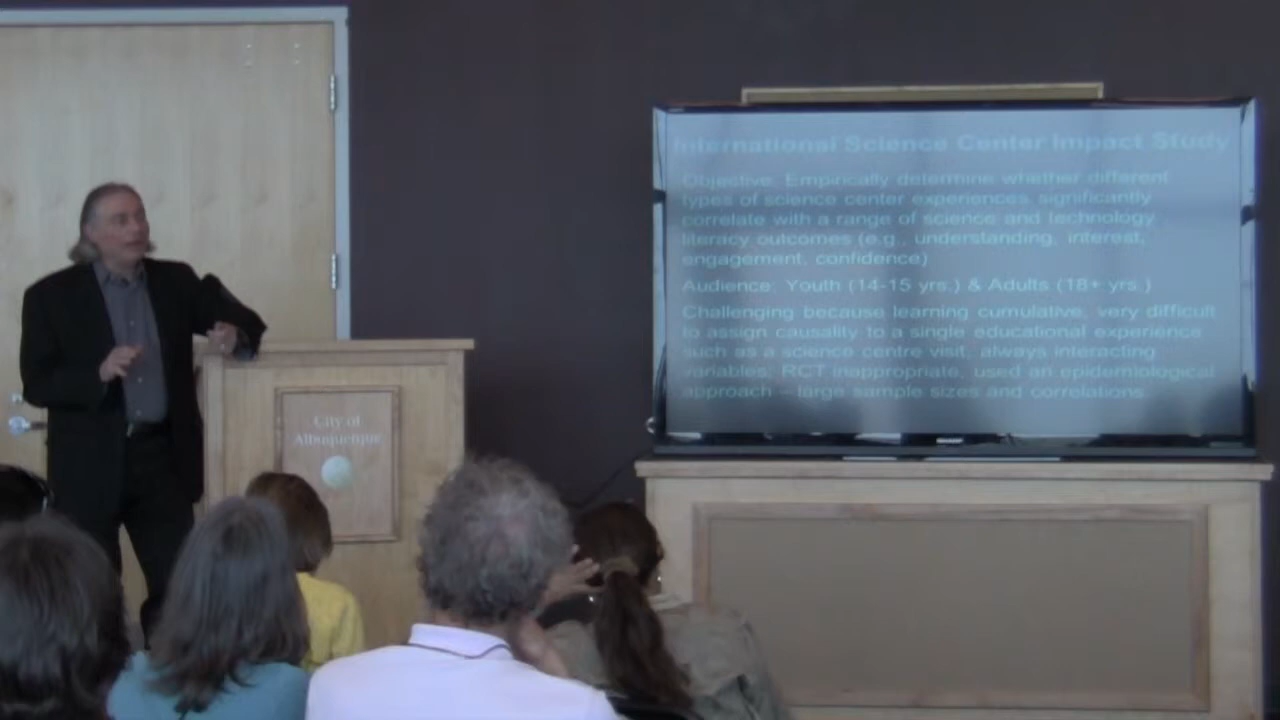 City of
Albuquerque
International Science Center Impact Study
Objective: Empirically determine whether different
types of science center experiences significantly
correlate with a range of science and technology
literacy outcomes (e.g., understanding, interest,
engagement, confidence)
Audience: Youth (14-15 yrs.) & Adults (18+ yrs.)
Challenging because learning cumulative, very difficult
to assign causality to a single educational experience
such as a science centre visit; always interacting
variables; RCT inappropriate, used an epidemiological
approach – large sample sizes and correlations